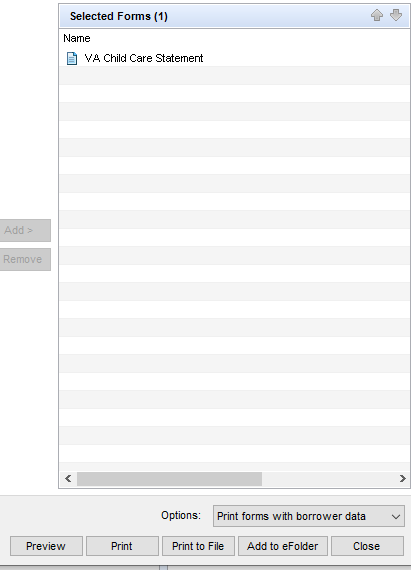 Selected Forms (1)
Name
VA Child Care Statement
Add >
Remove
Options: Print forms with borrower data
Preview Print Print to File Add to eFolder Close